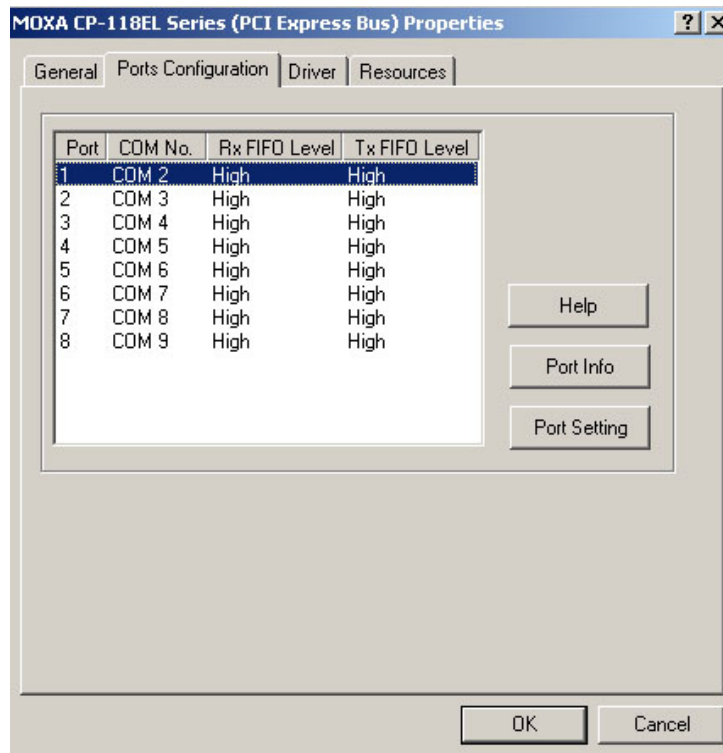 MOXA CP-118EL Series (PCI Express Bus) Properties
General Ports Configuration Driver Resources
Port COM No. Rx FIFO Level Tx FIFO Level
1 COM 2 High High
2 COM 3 High High
3 COM 4 High High
4 COM 5 High High
5 COM 6 High High
6 COM 7 High High
7 COM 8 High High
8 COM 9 High High
Help
Port Info
Port Setting
OK Cancel